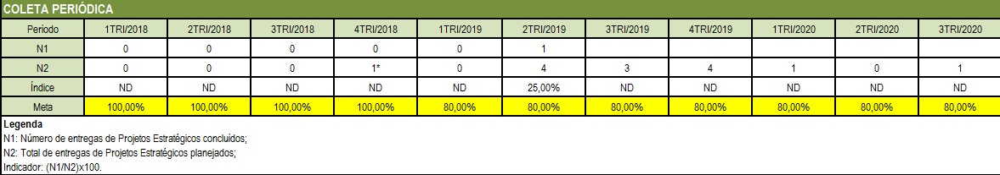 COLETA PERIÓDICA
Período 1TRI/2018 2TRI/2018 3TRI/2018 4TRI/2018 1TRI/2019 2TRI/2019 3TRI/2019 4TRI/2019 1TRI/2020 2TRI/2020 3TRI/2020
N1 0 0 0 0 0 1
N2 0 0 0 1* 0 4 3 4 1 0 1
Índice ND ND ND ND ND 25,00% ND ND ND ND ND
Meta 100,00% 100,00% 100,00% 100,00% 80,00% 80,00% 80,00% 80,00% 80,00% 80,00% 80,00%
Legenda
N1: Número de entregas de Projetos Estratégicos concluidos;
N2: Total de entregas de Projetos Estratégicos planejados;
Indicador: (N1/N2)x100.